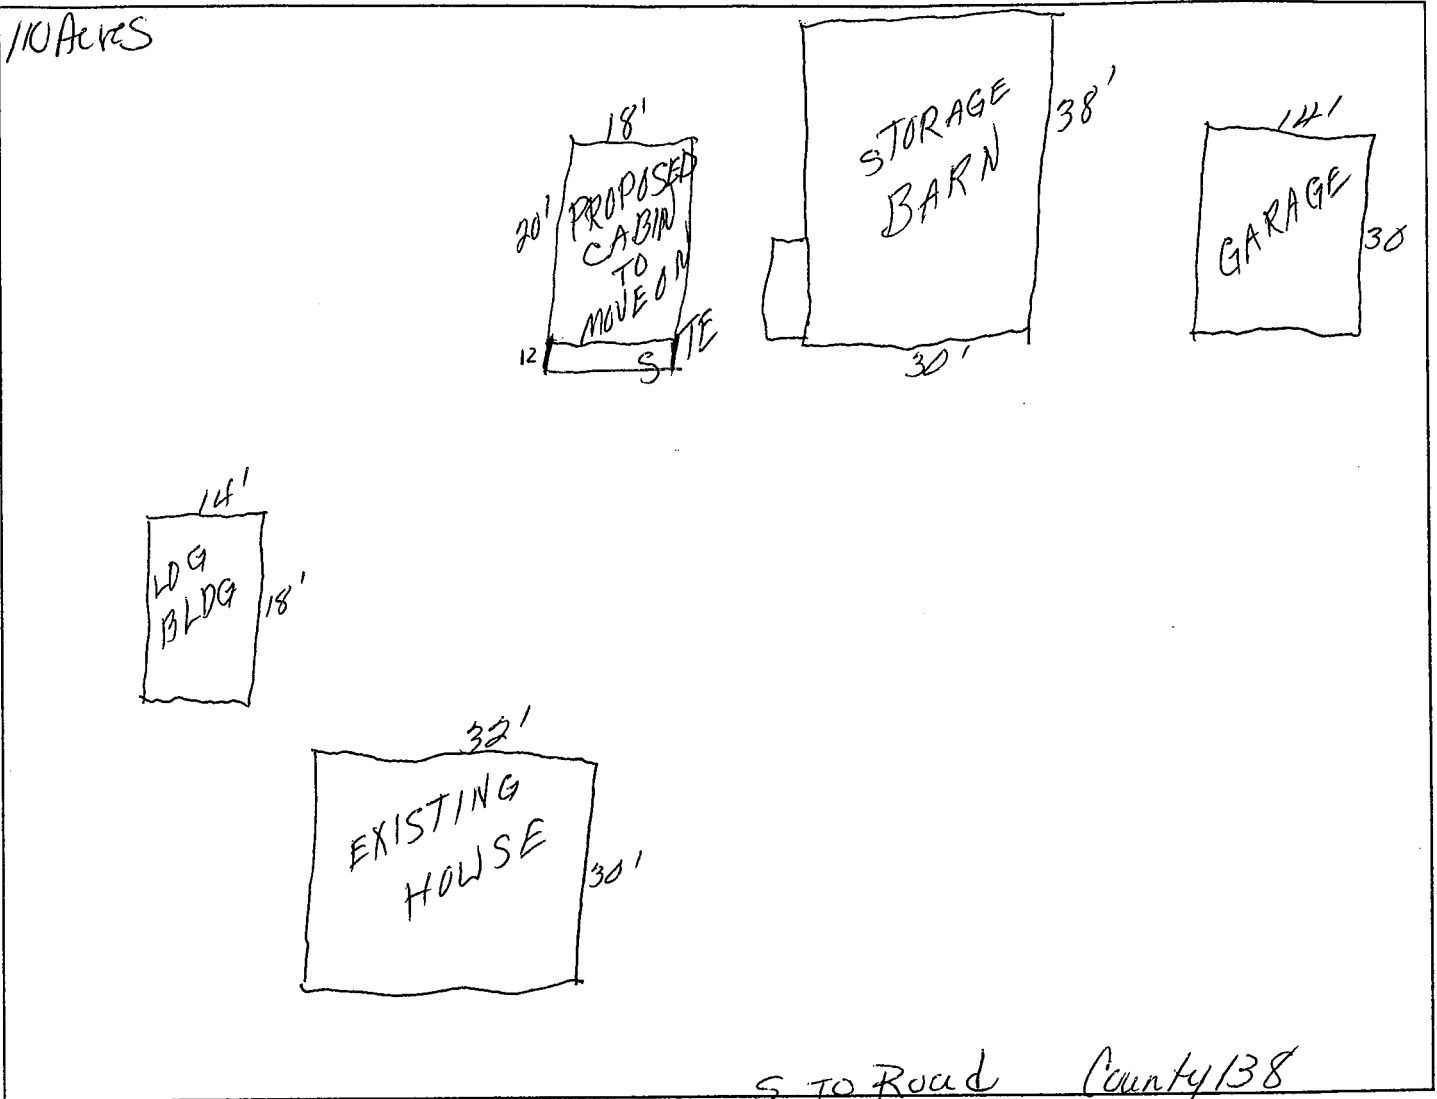 110 Acres
18'
20'
PROPOSED
CABIN
TO
MOVE ON
SITE
12
STORAGE
BARN
38'
30'
14'
GARAGE
30
14'
LOG
BLDG
18'
32'
EXISTING
HOUSE
30'
S TO Road County 138